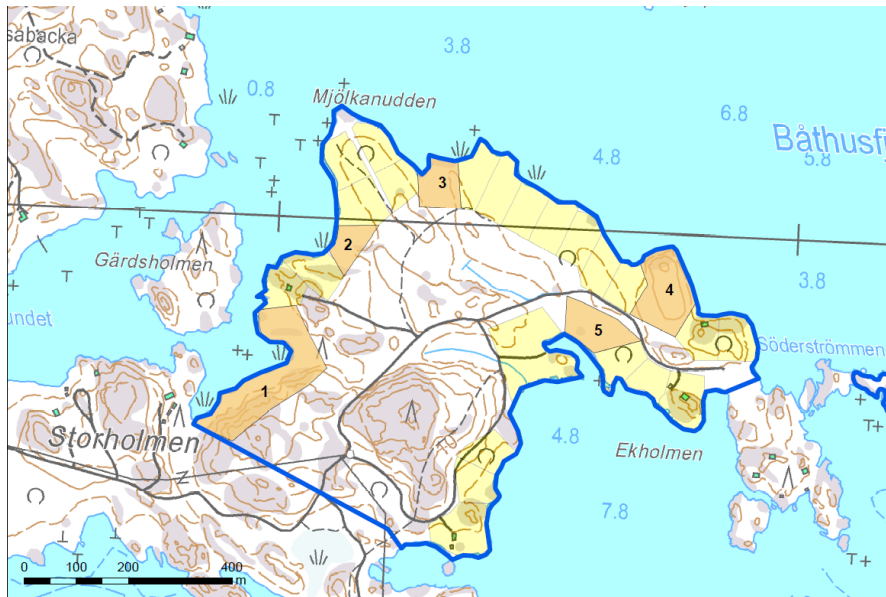 sabacka
3.8
0.8
Mjölkanudden
6.8
Båthusfj
5.8
4.8
3
2
Gärdsholmen
3.8
4
undet
5
Söderströmmen
1
Storholmen
4.8
Ekholmen
7.8
0 100 200 400
m